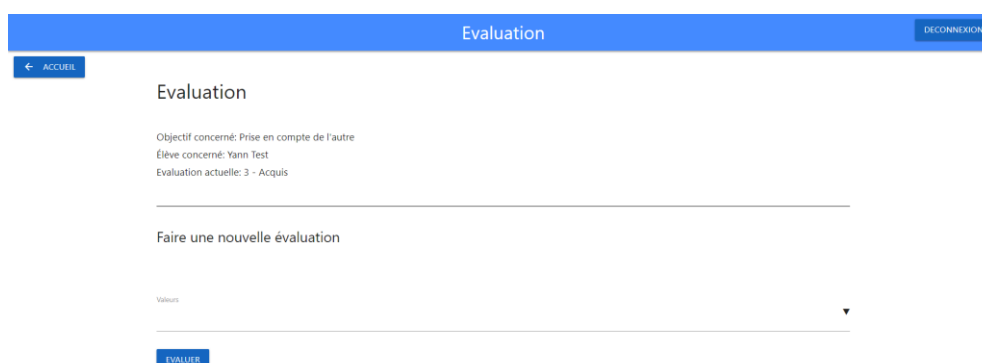 Evaluation
DECONNEXION
← ACCUEIL
Evaluation
Objectif concerné: Prise en compte de l'autre
Élève concerné: Yann Test
Evaluation actuelle: 3 - Acquis
Faire une nouvelle évaluation
Valeurs
EVALUER